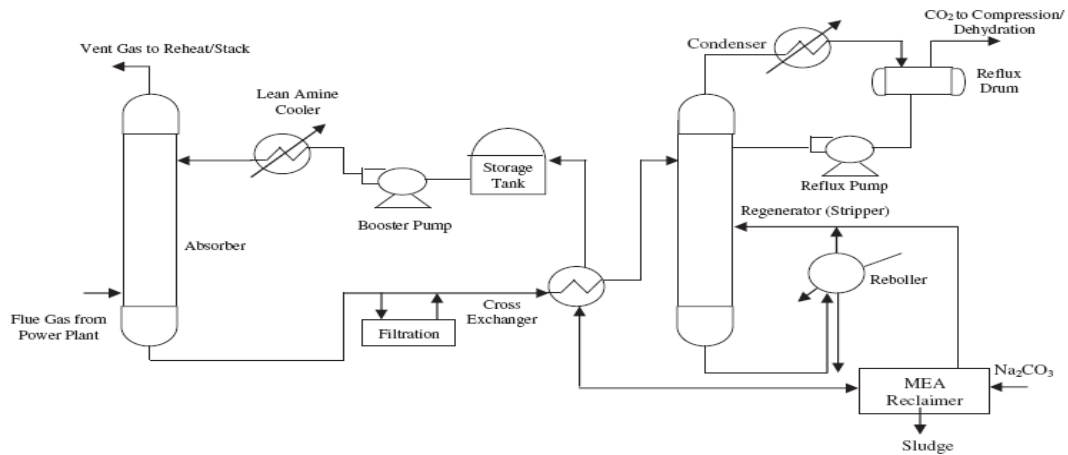 CO₂ to Compression/
Dehydration
Vent Gas to Reheat/Stack
Condenser
Reflux
Drum
Lean Amine
Cooler
Storage
Tank
Reflux Pump
Booster Pump
Regenerator (Stripper)
Absorber
Reboller
Cross
Exchanger
Flue Gas from
Power Plant
Filtration
Na₂CO₃
MEA
Reclaimer
Sludge